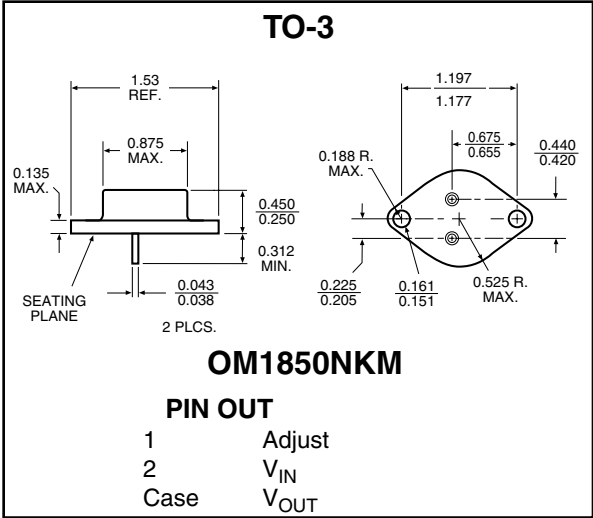 TO-3
1.53
REF.
0.875
MAX.
0.135
MAX.
0.450
0.250
0.312
MIN.
SEATING
PLANE
0.043
0.038
2 PLCS.
1.197
1.177
0.675
0.655
0.440
0.420
0.188 R.
MAX.
0.225
0.205
0.161
0.151
0.525 R.
MAX.
OM1850NKM
PIN OUT
1 Adjust
2 VIN
Case VOUT